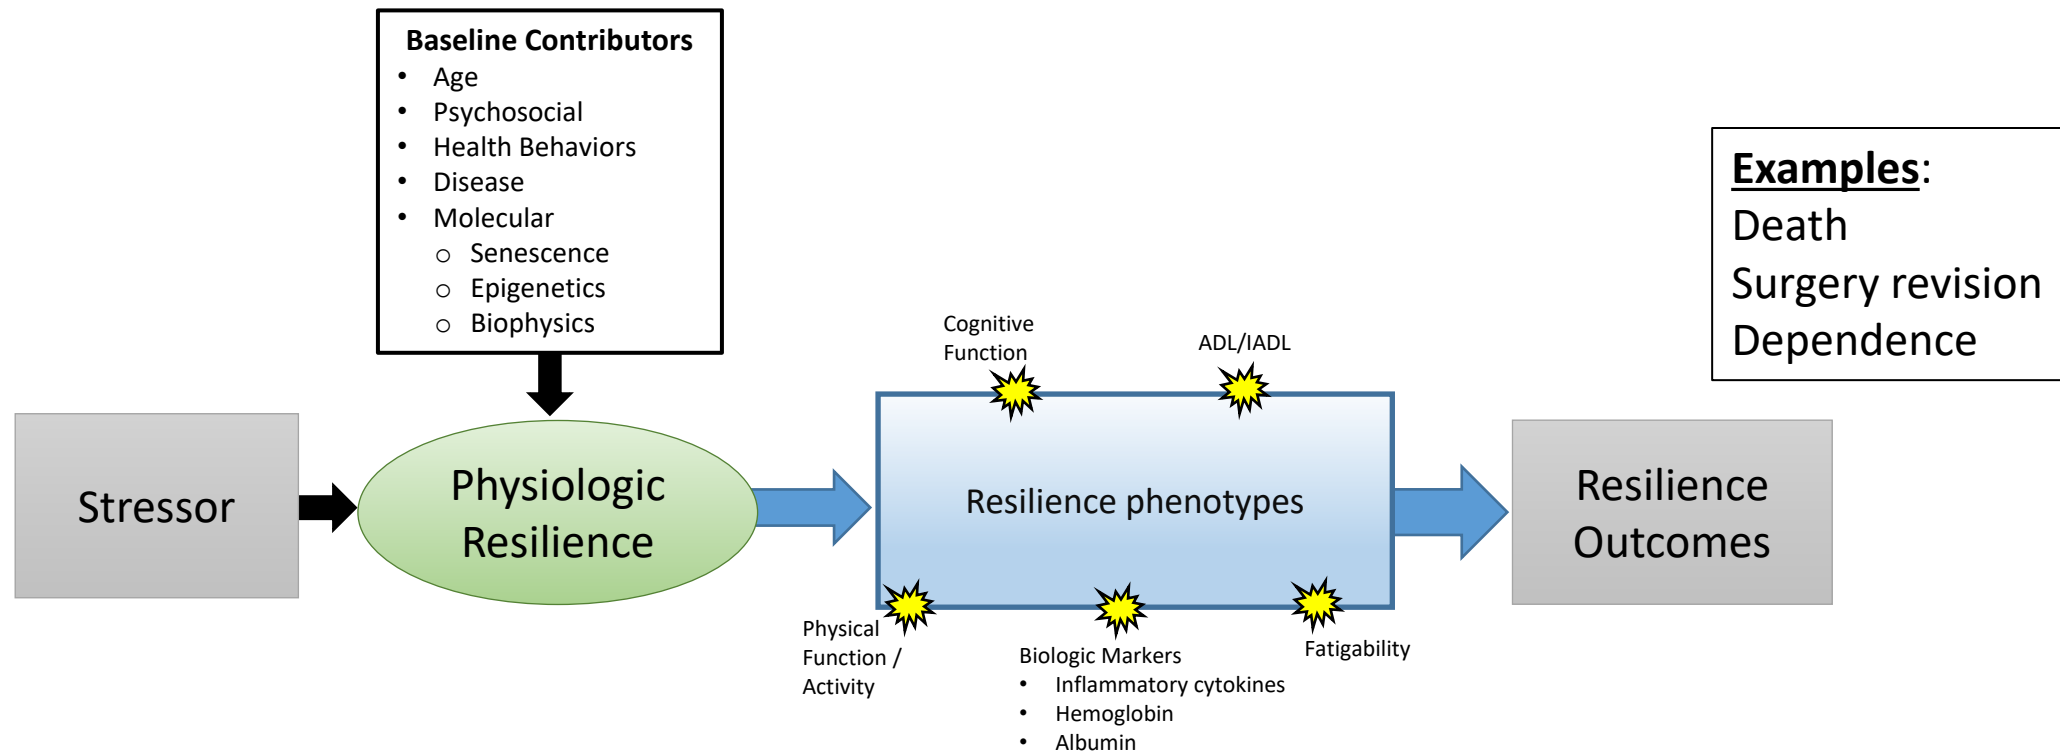 Baseline Contributors
• Age
• Psychosocial
• Health Behaviors
• Disease
• Molecular
o Senescence
o Epigenetics
o Biophysics
Examples:
Death
Surgery revision
Dependence
Cognitive
Function
ADL/IADL
Stressor
Physiologic
Resilience
Resilience phenotypes
Resilience
Outcomes
Physical
Function /
Activity
Biologic Markers
• Inflammatory cytokines
• Hemoglobin
• Albumin
Fatigability